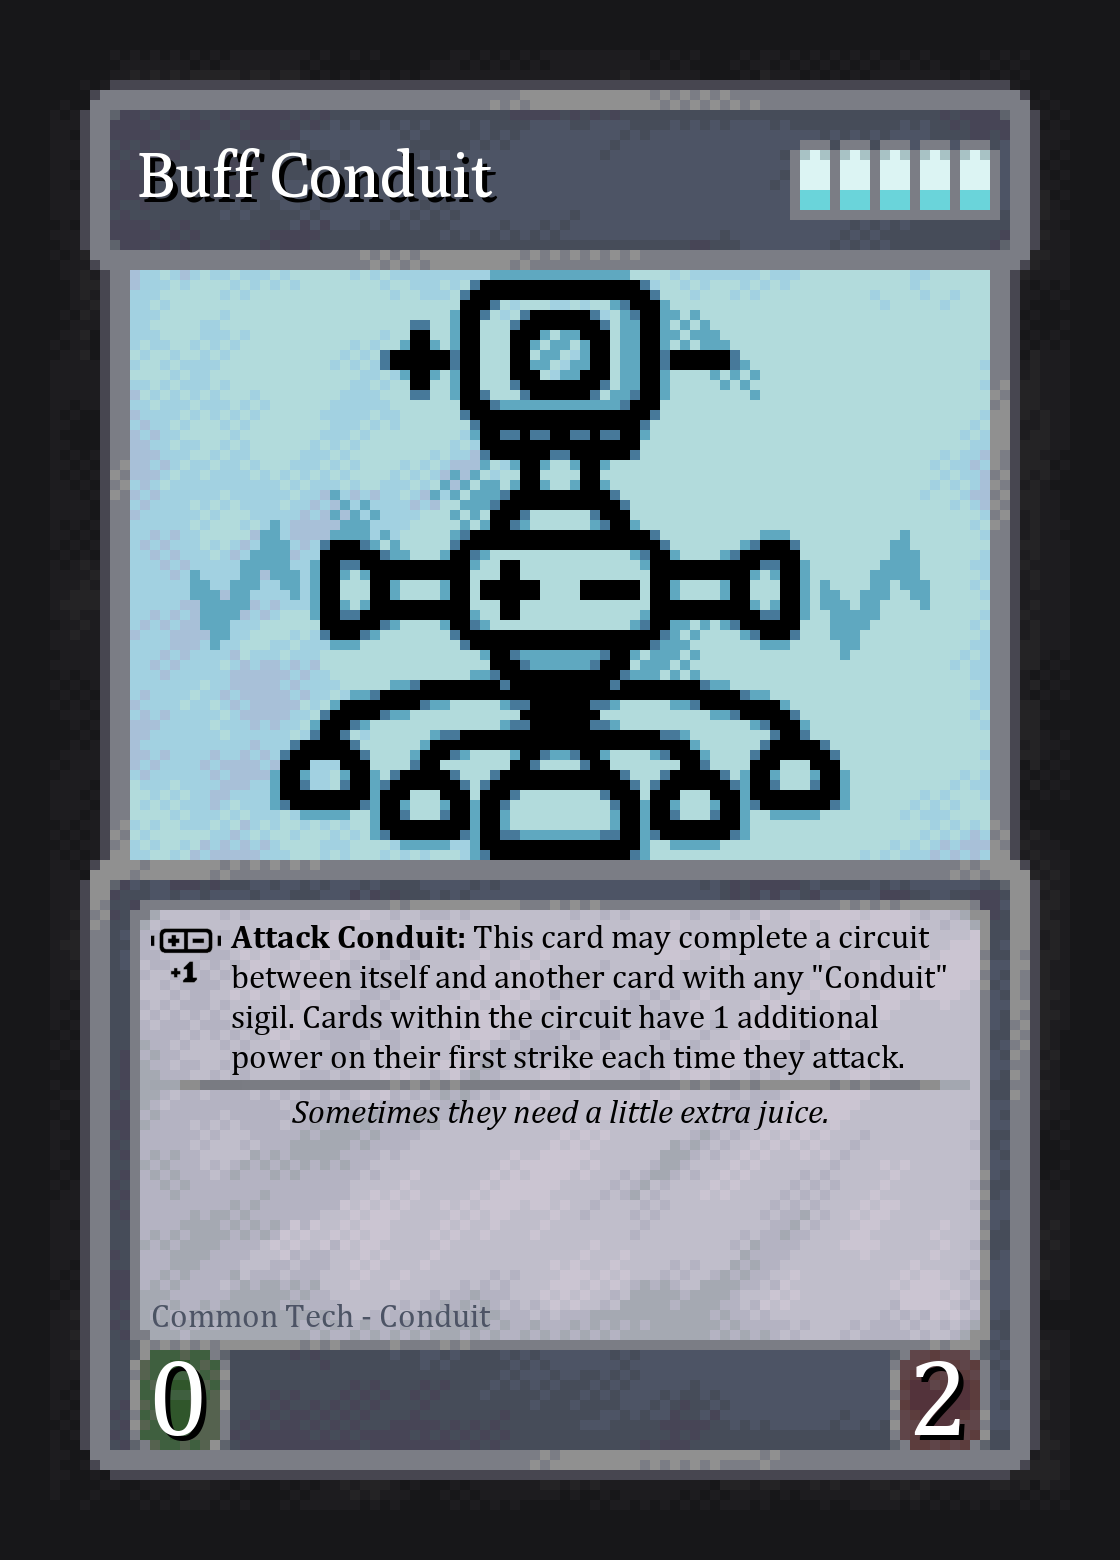 Buff Conduit
+ -
+ -
+ -
+1
Attack Conduit: This card may complete a circuit
between itself and another card with any "Conduit"
sigil. Cards within the circuit have 1 additional
power on their first strike each time they attack.
Sometimes they need a little extra juice.
Common Tech - Conduit
0
2